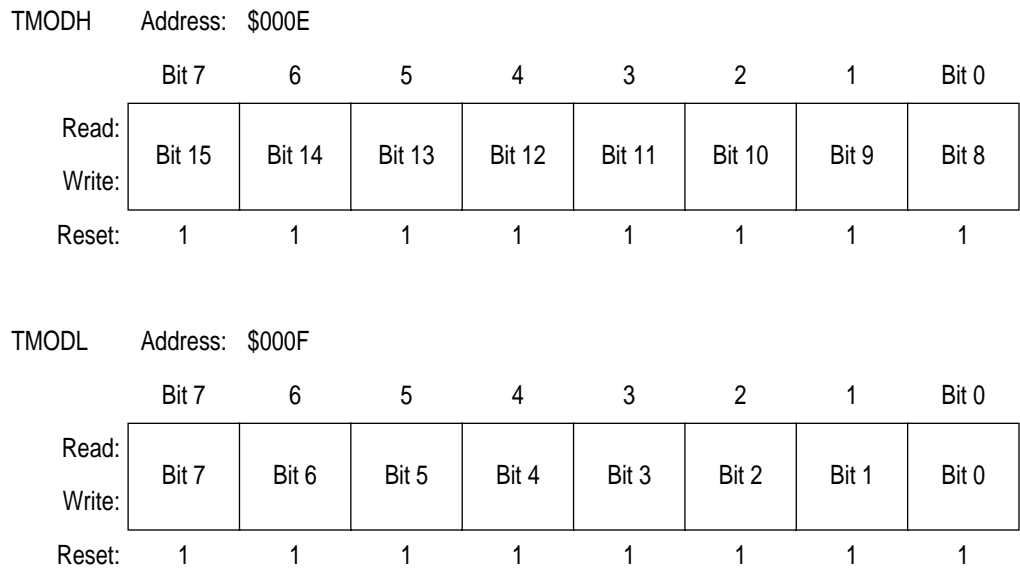 TMODH Address: $000E
Bit 7 6 5 4 3 2 1 Bit 0
Read:
Bit 15 Bit 14 Bit 13 Bit 12 Bit 11 Bit 10 Bit 9 Bit 8
Write:
Reset: 1 1 1 1 1 1 1 1
TMODL Address: $000F
Bit 7 6 5 4 3 2 1 Bit 0
Read:
Bit 7 Bit 6 Bit 5 Bit 4 Bit 3 Bit 2 Bit 1 Bit 0
Write:
Reset: 1 1 1 1 1 1 1 1